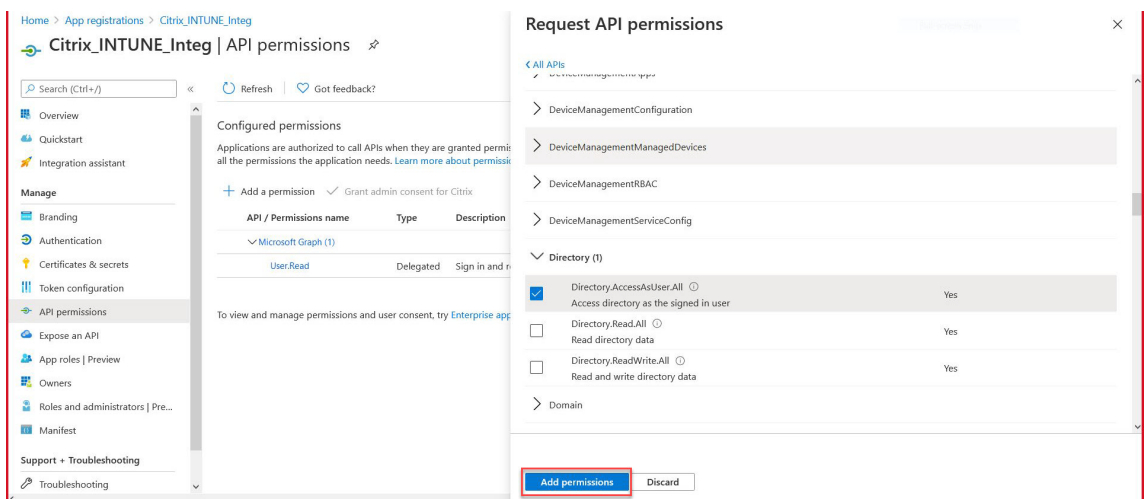 Home > App registrations > Citrix_INTUNE_Integ
Citrix_INTUNE_Integ | API permissions
Search (Ctrl+/)
«
Overview
Quickstart
Integration assistant
Manage
Branding
Authentication
Certificates & secrets
Token configuration
API permissions
Expose an API
App roles | Preview
Owners
Roles and administrators | Pre...
Manifest
Support + Troubleshooting
Troubleshooting
Refresh
Got feedback?
Configured permissions
Applications are authorized to call APIs when they are granted permis
all the permissions the application needs. Learn more about permissio
Add a permission
Grant admin consent for Citrix
API / Permissions name Type Description
Microsoft Graph (1)
User.Read Delegated Sign in and r
To view and manage permissions and user consent, try Enterprise app
Request API permissions
All APIs
DeviceManagementApps
DeviceManagementConfiguration
DeviceManagementManagedDevices
DeviceManagementRBAC
DeviceManagementServiceConfig
Directory (1)
Directory.AccessAsUser.All
Access directory as the signed in user
Yes
Directory.Read.All
Read directory data
Yes
Directory.ReadWrite.All
Read and write directory data
Yes
Domain
Add permissions
Discard